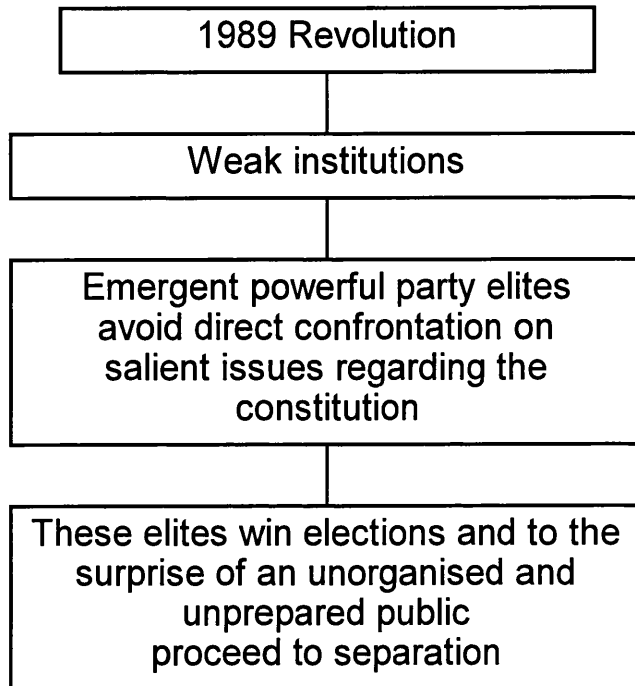 1989 Revolution
Weak institutions
Emergent powerful party elites
avoid direct confrontation on
salient issues regarding the
constitution
These elites win elections and to the
surprise of an unorganised and
unprepared public
proceed to separation